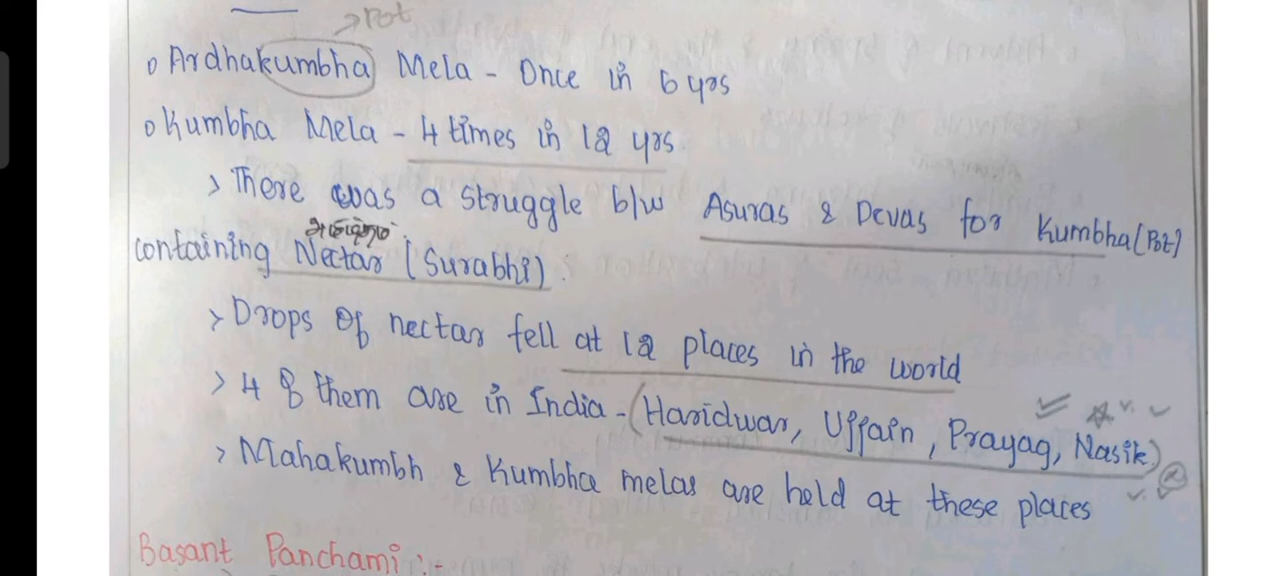 →Pot
o Ardhakumbha Mela - Once in 6 yrs
o Kumbha Mela - 4 times in 12 yrs.
> There was a struggle b/w Asuras & Devas for Kumbha (Pot)
containing Nectar (Surabhi).
> Drops of nectar fell at 12 places in the world
> 4 of them are in India - (Haridwar, Ujjain, Prayag, Nasik)
> Mahakumbh & Kumbha melas are held at these places
Basant Panchami :-